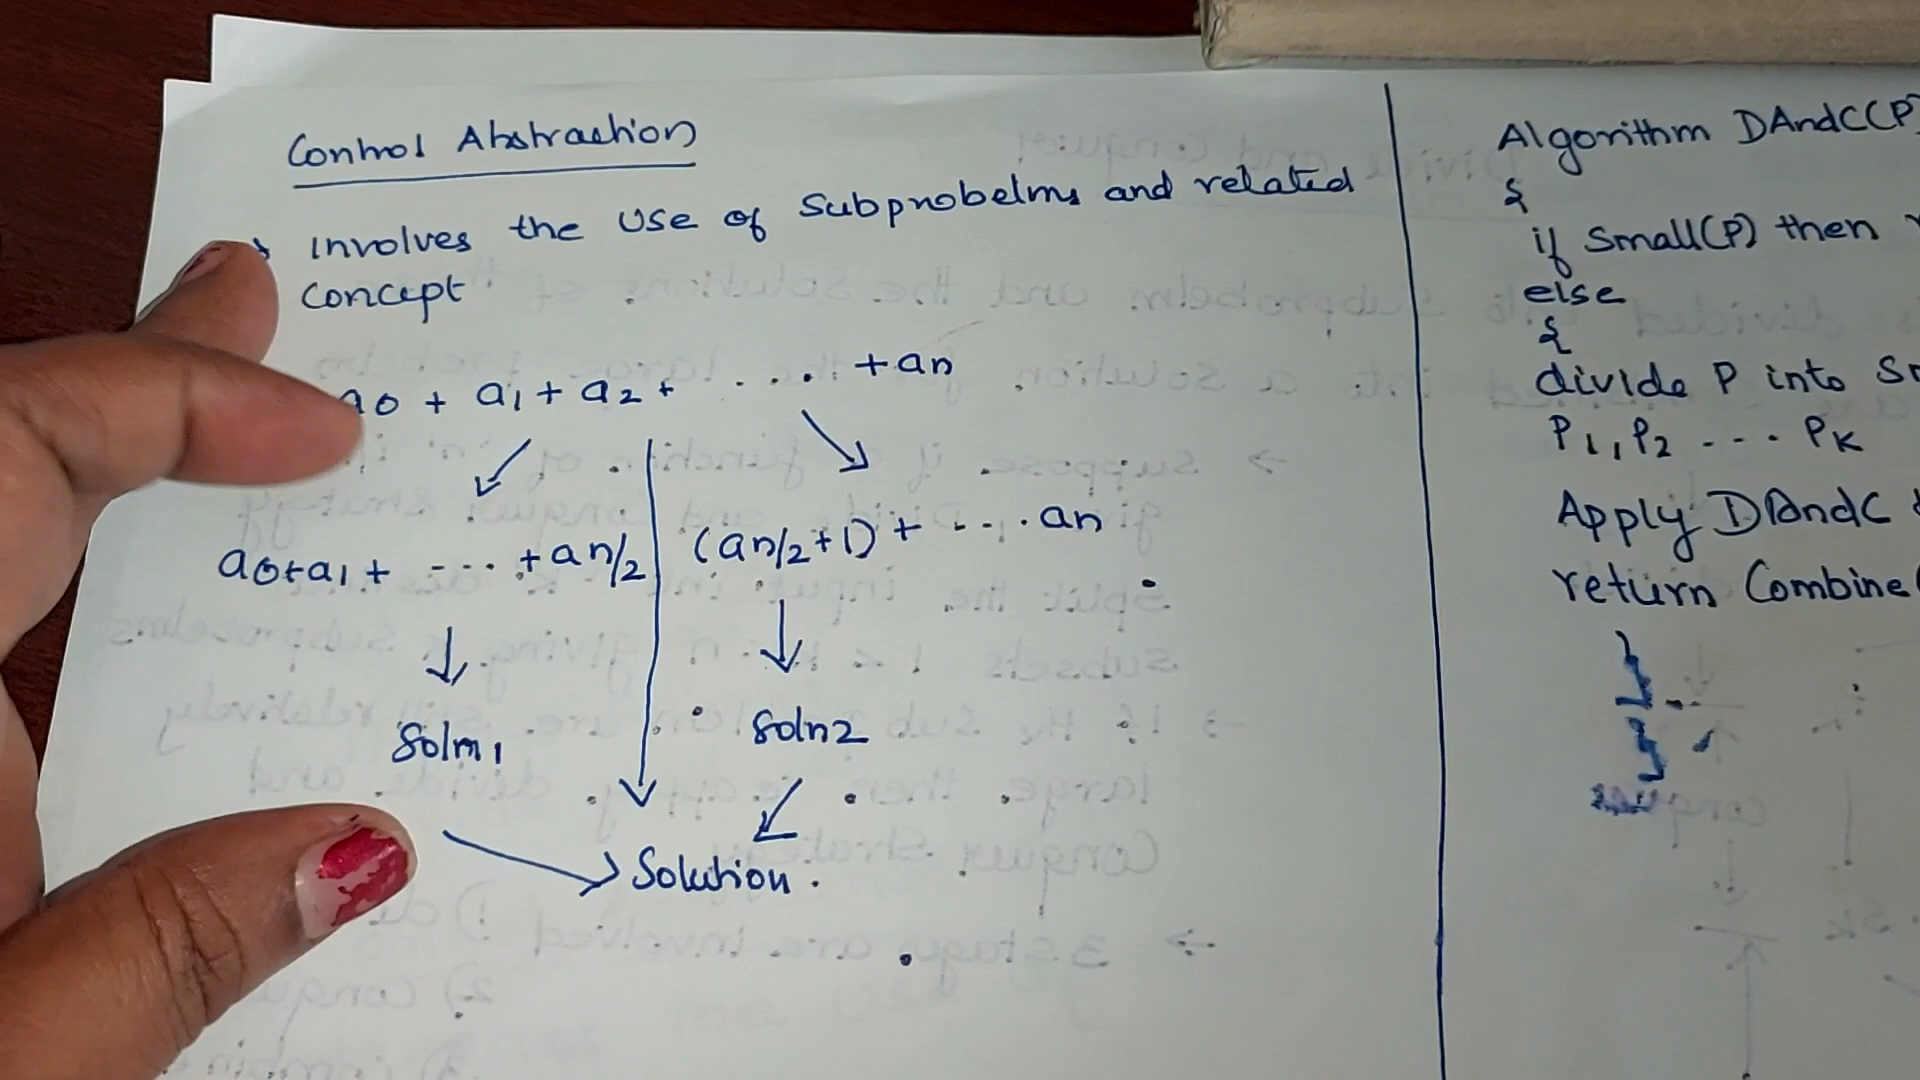 Control Abstraction
Involves the use of Subprobelms and related
concept
a0 + a1 + a2 + .... + an
a0+a1+ ---.. + an/2
(an/2+1) + --.. an
Soln1
Soln2
Solution.
Algorithm DAndC(P)
{
if Small(P) then
else
{
divide P into
P1, P2 ---. PK
Apply DAndC
return Combine(